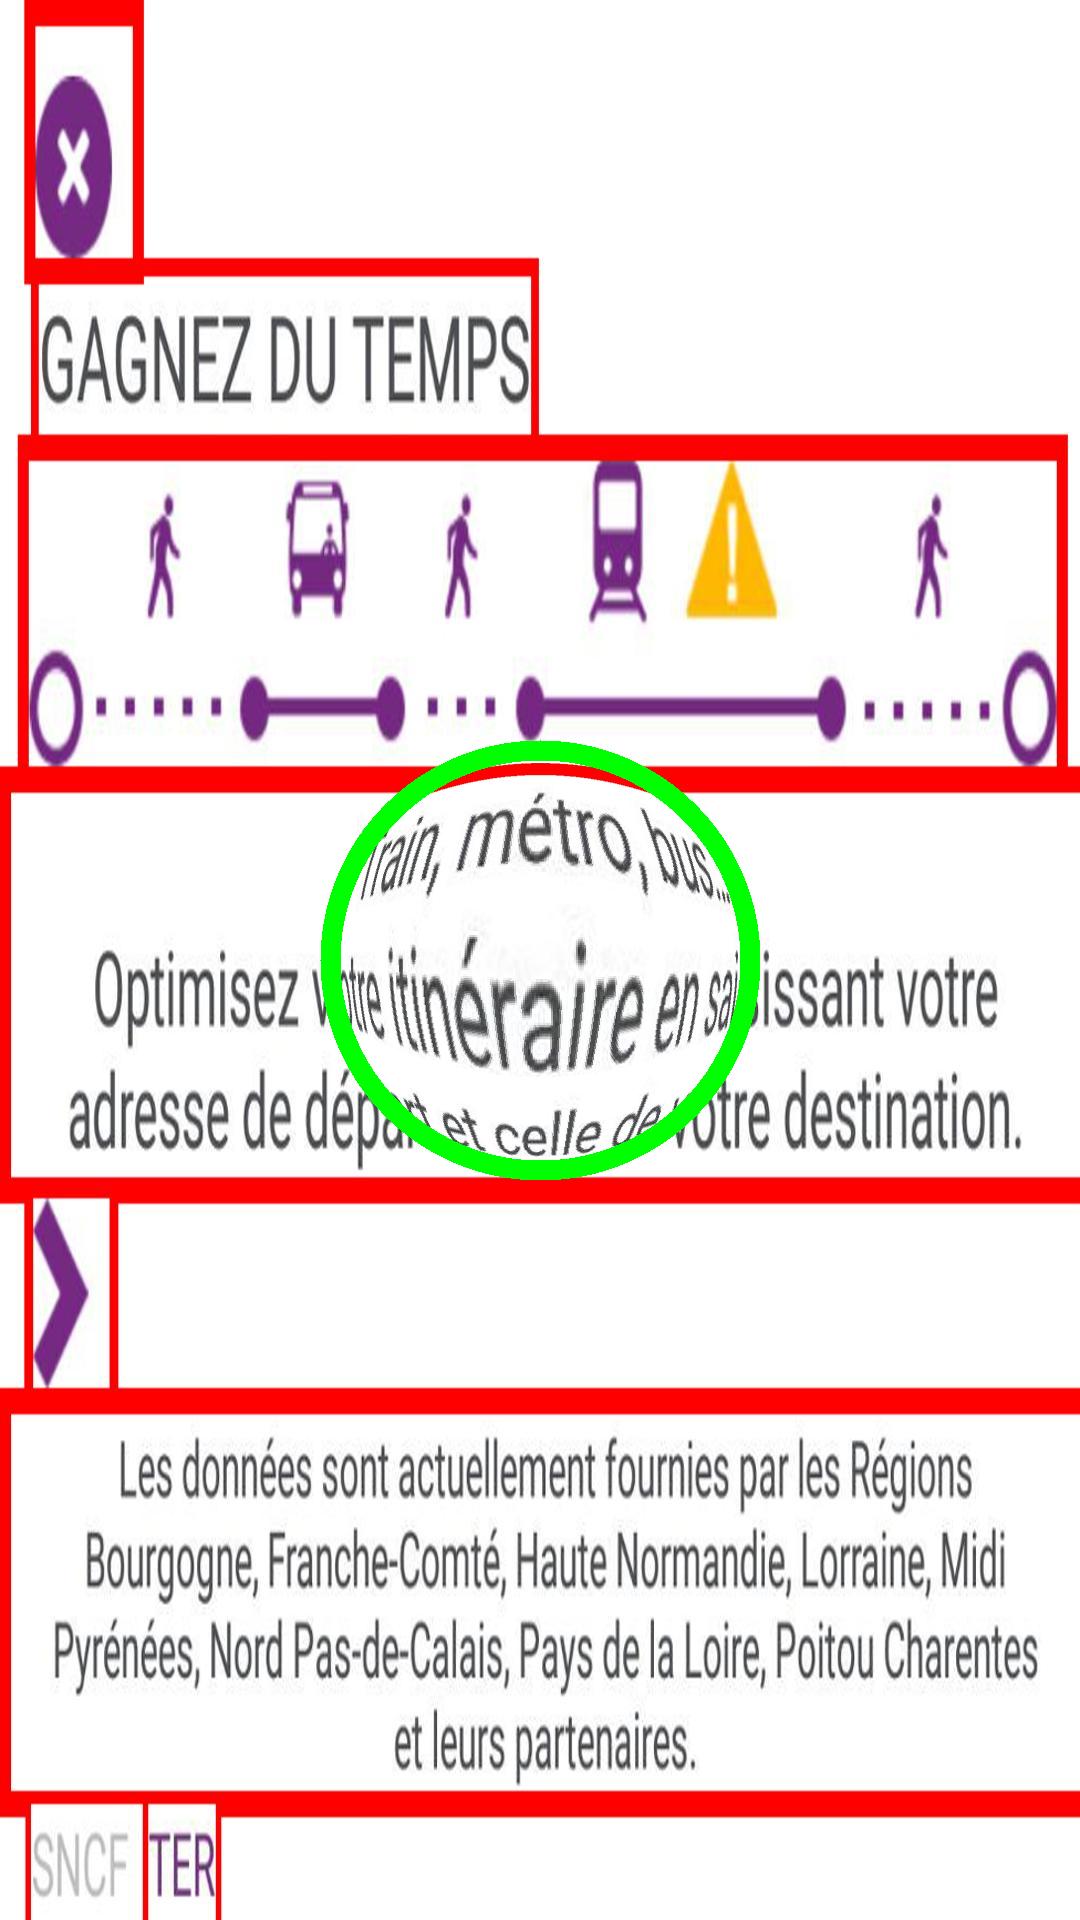 GAGNEZ DU TEMPS
Train, métro, bus...
Optimisez votre itinéraire en saisissant votre
adresse de départ et celle de votre destination.
Les données sont actuellement fournies par les Régions
Bourgogne, Franche-Comté, Haute Normandie, Lorraine, Midi
Pyrénées, Nord Pas-de-Calais, Pays de la Loire, Poitou Charentes
et leurs partenaires.
SNCF TER